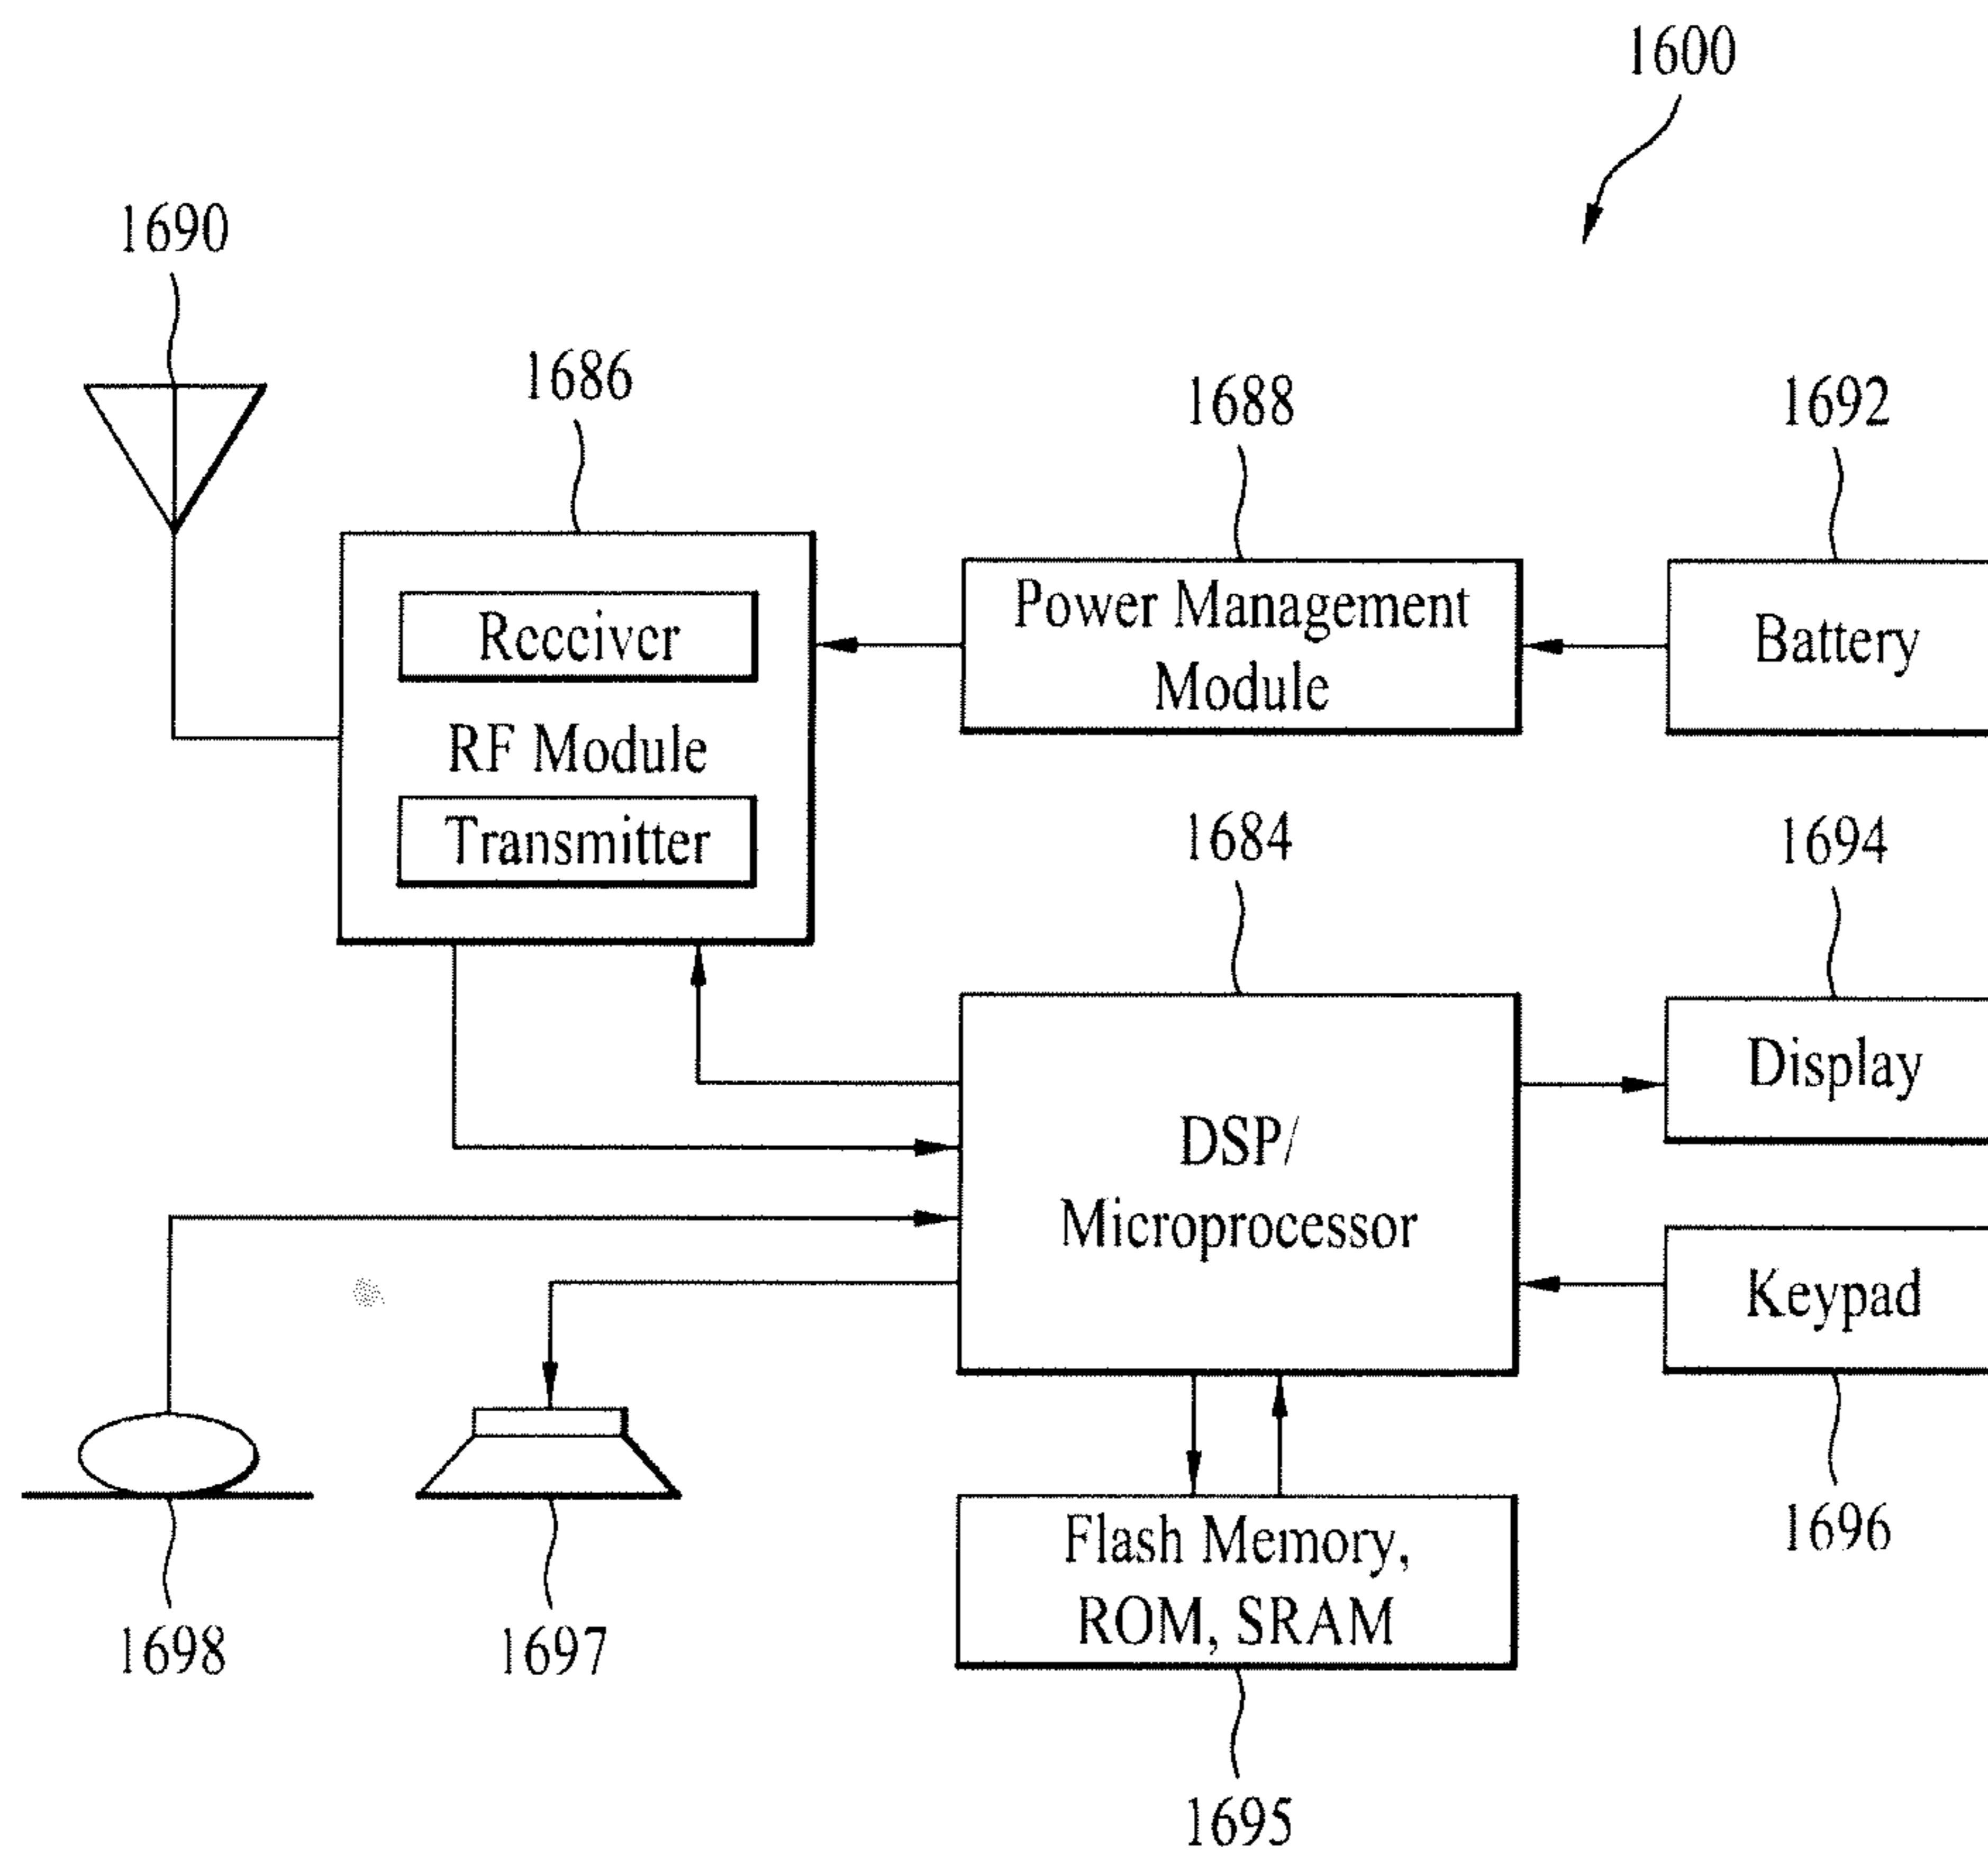 1600
1690
1686
1688
1692
Receiver
RF Module
Transmitter
Power Management
Module
Battery
1684
1694
DSP/
Microprocessor
Display
Keypad
1696
Flash Memory,
ROM, SRAM
1698
1697
1695